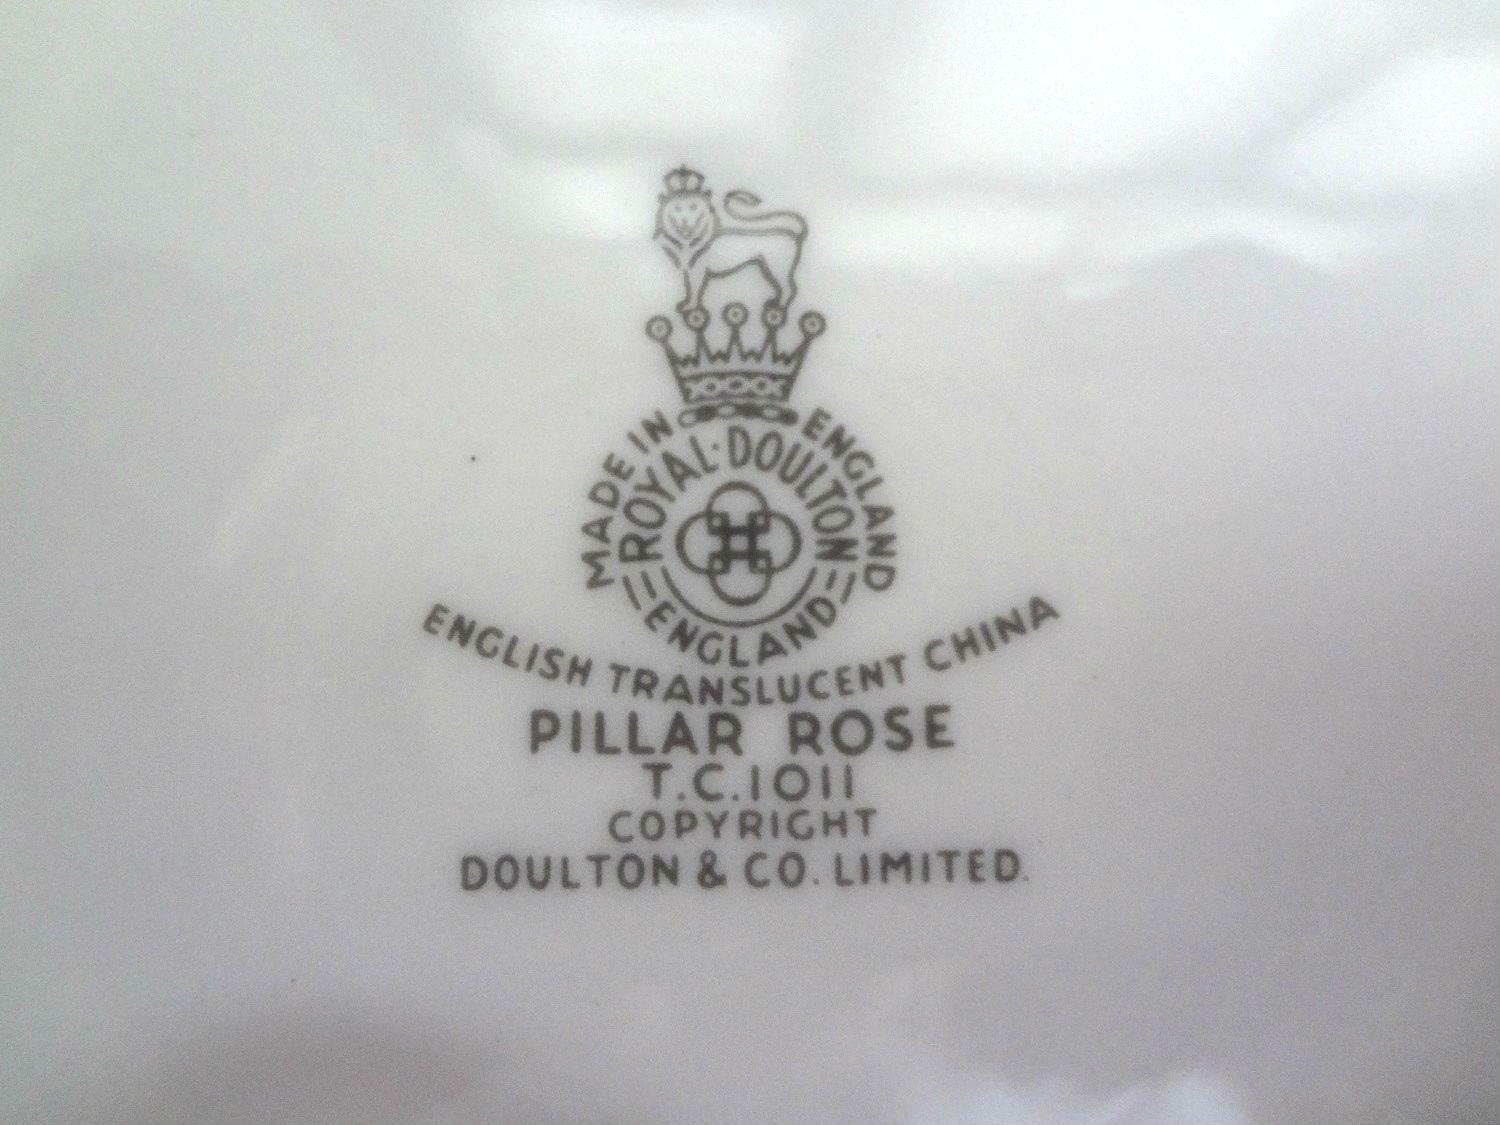 MADE IN ENGLAND
ROYAL·DOULTON
ENGLAND
ENGLISH TRANSLUCENT CHINA
PILLAR ROSE
T.C.1011
COPYRIGHT
DOULTON & CO. LIMITED.